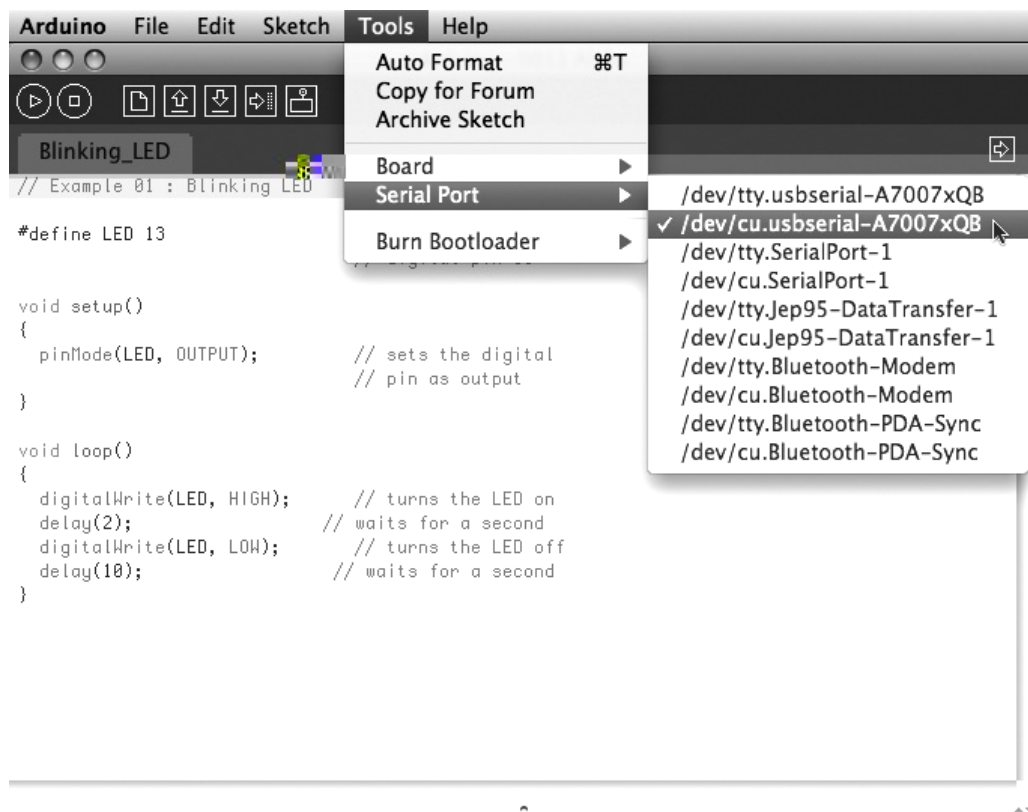 Arduino File Edit Sketch Tools Help
Auto Format ⌘T
Copy for Forum
Archive Sketch
Board
Serial Port
Burn Bootloader
/dev/tty.usbserial-A7007xQB
✓ /dev/cu.usbserial-A7007xQB
/dev/tty.SerialPort-1
/dev/cu.SerialPort-1
/dev/tty.Jep95-DataTransfer-1
/dev/cu.Jep95-DataTransfer-1
/dev/tty.Bluetooth-Modem
/dev/cu.Bluetooth-Modem
/dev/tty.Bluetooth-PDA-Sync
/dev/cu.Bluetooth-PDA-Sync
Blinking_LED
// Example 01 : Blinking LED
#define LED 13
void setup()
{
pinMode(LED, OUTPUT); // sets the digital
// pin as output
}
void loop()
{
digitalWrite(LED, HIGH); // turns the LED on
delay(2); // waits for a second
digitalWrite(LED, LOW); // turns the LED off
delay(10); // waits for a second
}